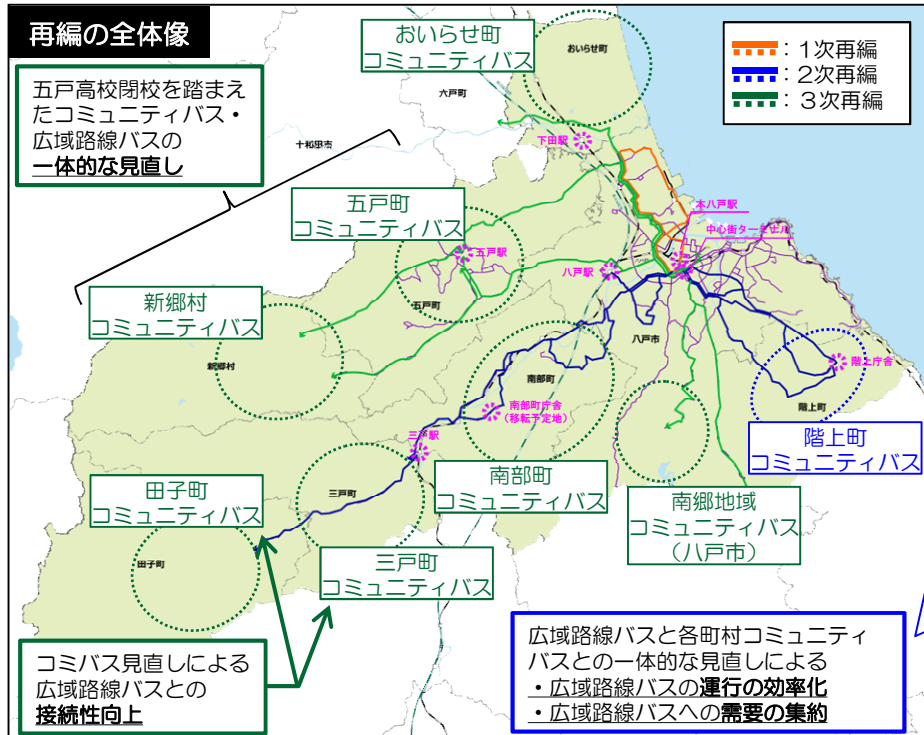 再編の全体像
五戸高校閉校を踏まえ
たコミュニティバス・
広域路線バスの
一体的な見直し
おいらせ町
コミュニティバス
おいらせ町
：１次再編
：２次再編
：３次再編
六戸町
十和田市
下田駅
本八戸駅
中心街ターミナル
五戸町
コミュニティバス
五戸駅
八戸駅
五戸町
新郷村
コミュニティバス
新郷村
八戸市
南部町
階上庁舎
南部町庁舎
（移転予定地）
階上町
三戸駅
階上町
コミュニティバス
田子町
コミュニティバス
三戸町
南部町
コミュニティバス
南郷地域
コミュニティバス
（八戸市）
田子町
三戸町
コミュニティバス
コミバス見直しによる
広域路線バスとの
接続性向上
広域路線バスと各町村コミュニティ
バスとの一体的な見直しによる
・広域路線バスの運行の効率化
・広域路線バスへの需要の集約